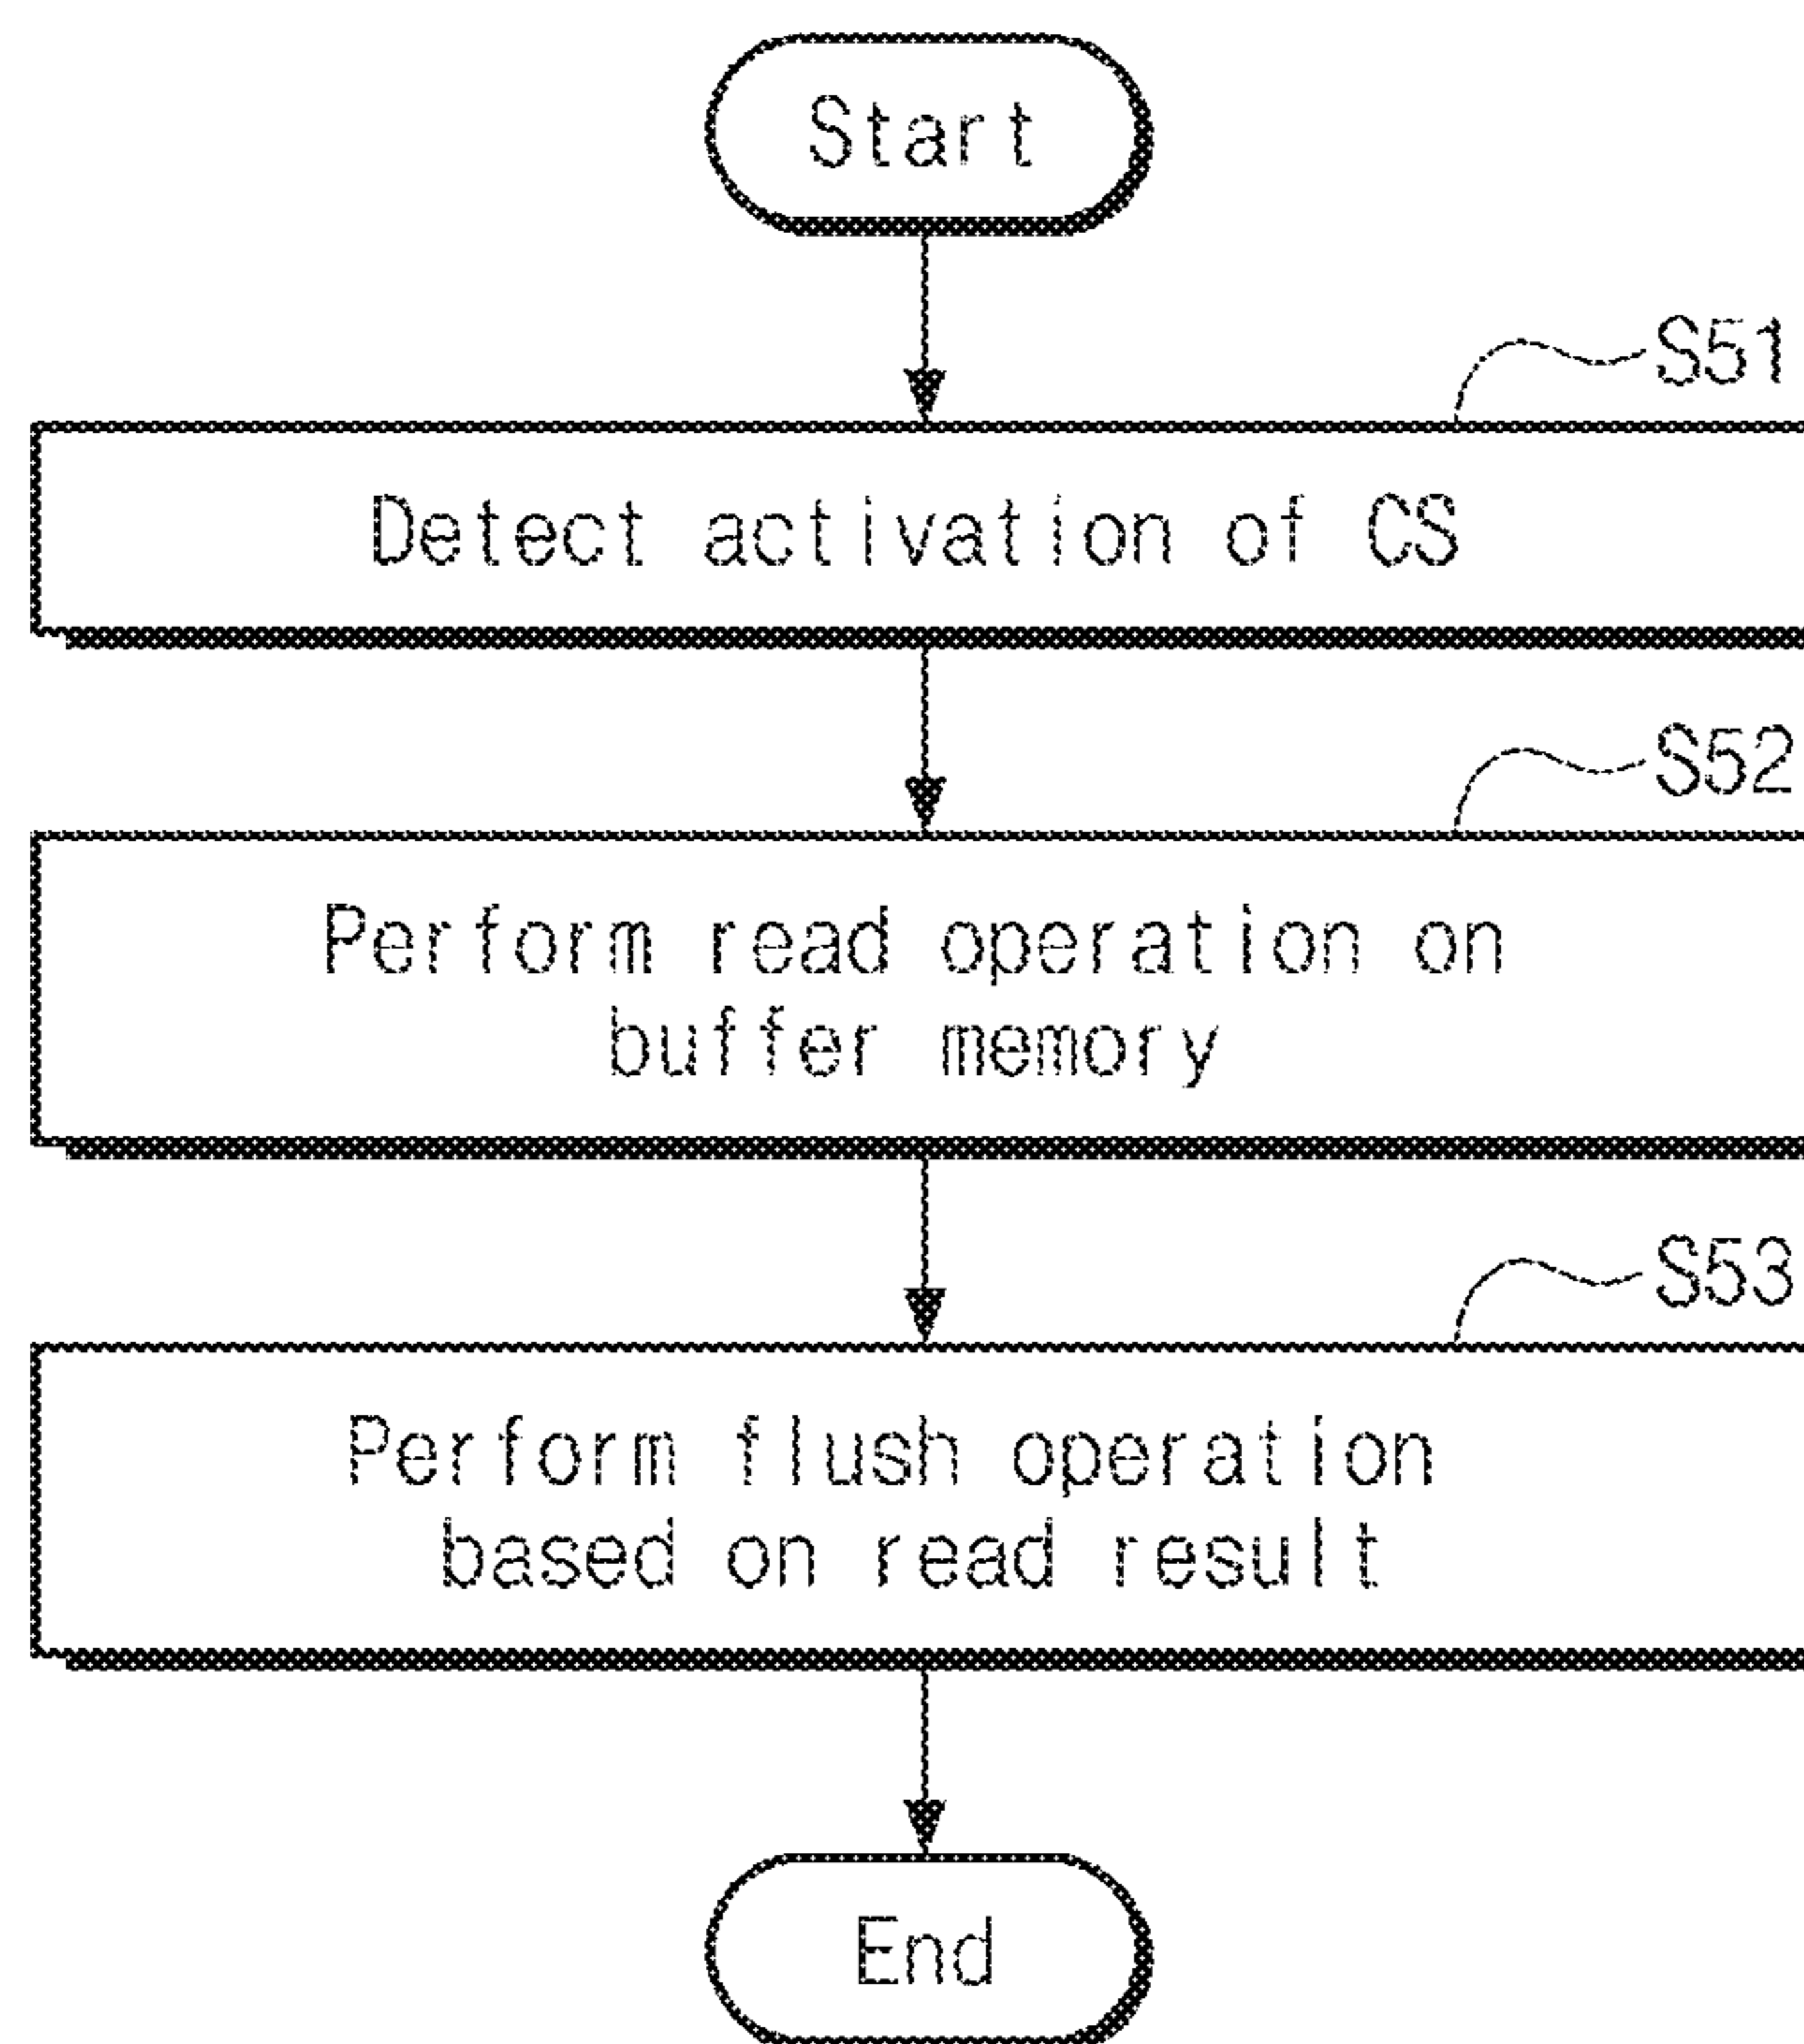 Start
S51
Detect activation of CS
S52
Perform read operation on
buffer memory
S53
Perform flush operation
based on read result
End